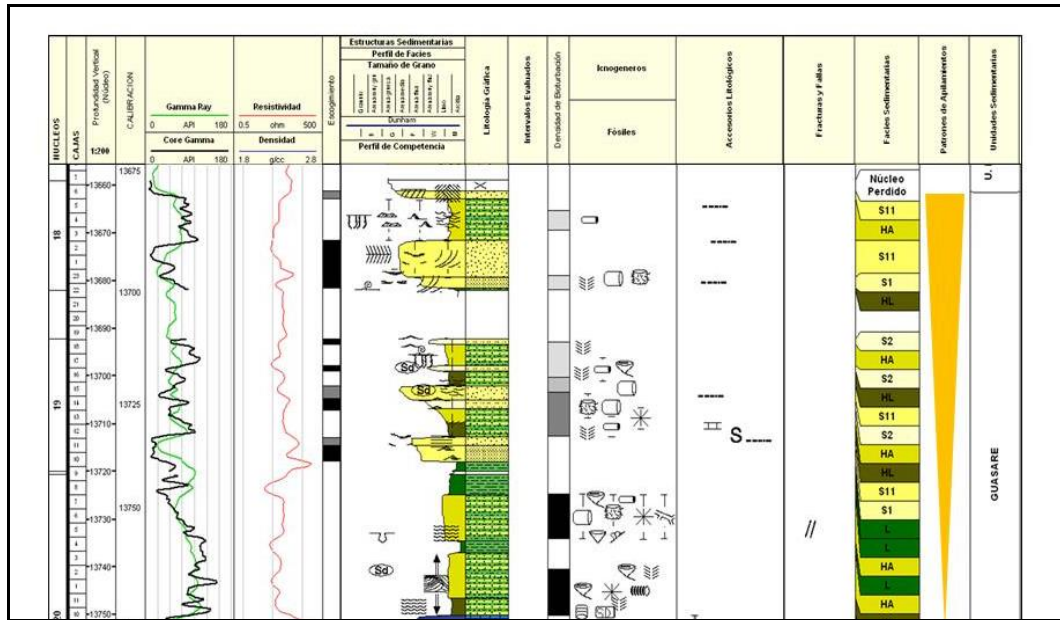 NUCLEOS
CAJAS
Profundidad Vertical
(Núcleo)
1:200
CALIBRACION
Gamma Ray
0 API 180
Core Gamma
0 API 180
Resistividad
0.5 ohm 500
Densidad
1.8 g/cc 2.8
Escogimiento
Estructuras Sedimentarias
Perfil de Facies
Tamaño de Grano
Dunham
Perfil de Competencia
Litología Gráfica
Intervalos Evaluados
Densidad de Bioturbación
Icnogeneros
Fósiles
Accesorios Litológicos
Fracturas y Fallas
Facies Sedimentarias
Patrones de Apilamientos
Unidades Sedimentarias
18
19
20
13660
13670
13680
13690
13700
13710
13720
13730
13740
13750
13675
13700
13725
13750
Sd
Sd
Sd
S
//
Núcleo
Perdido
S11
HA
S11
S1
HL
S2
HA
S2
HL
S11
S2
HA
HL
S11
S1
L
L
HA
L
HA
U.
GUASARE